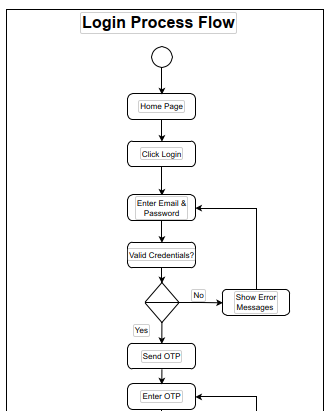 Login Process Flow
Home Page
Click Login
Enter Email &
Password
Valid Credentials?
No
Show Error
Messages
Yes
Send OTP
Enter OTP